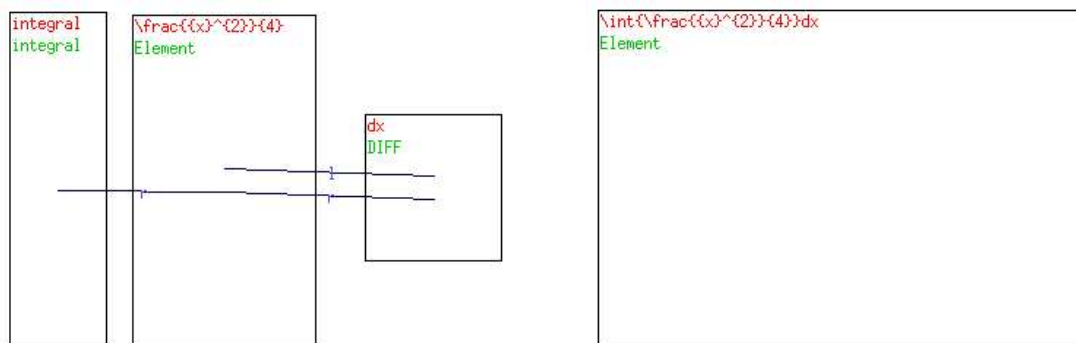 integral
integral
\frac{{x}^{2}}{4}
Element
dx
DIFF
l
r
r
\int{\frac{{x}^{2}}{4}}dx
Element